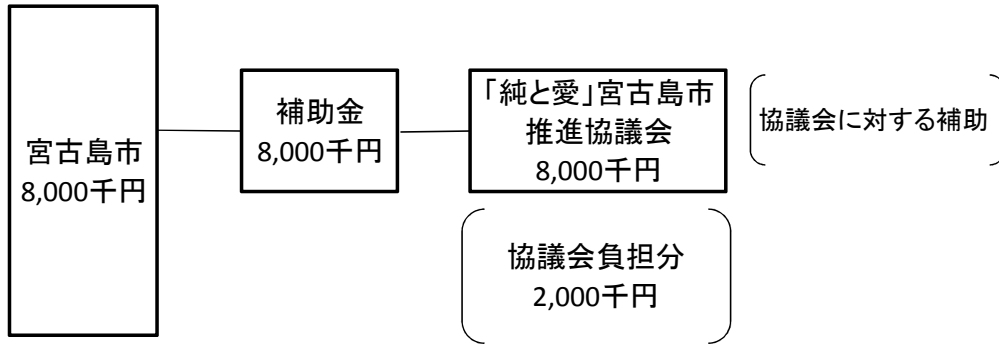 宮古島市
8,000千円
補助金
8,000千円
「純と愛」宮古島市
推進協議会
8,000千円
協議会に対する補助
協議会負担分
2,000千円